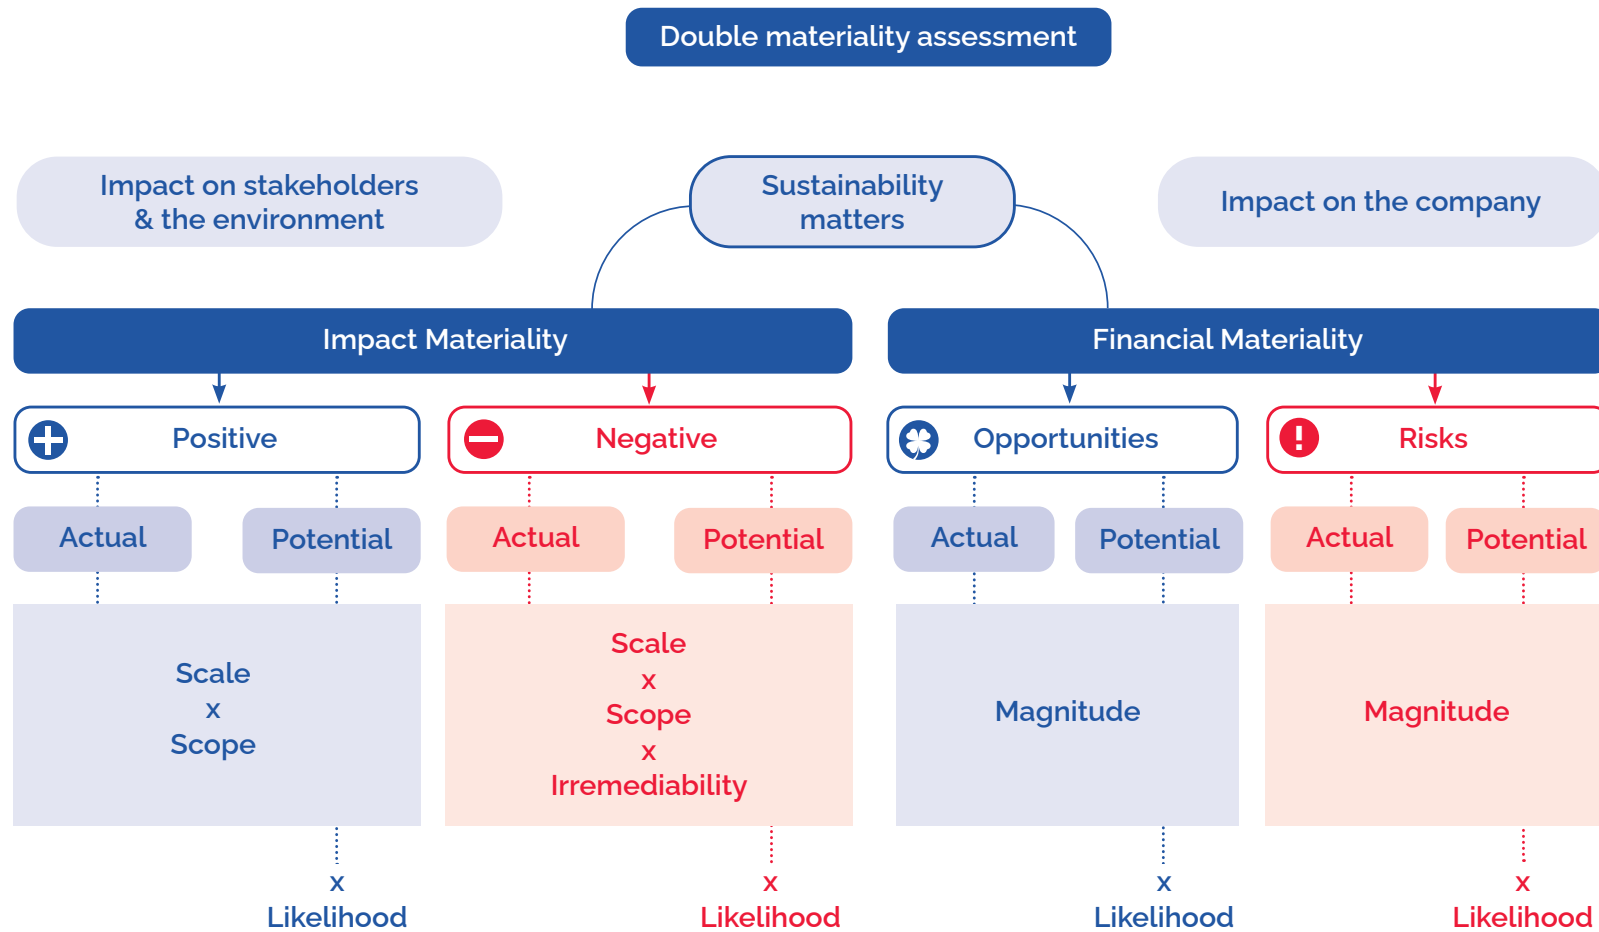 Double materiality assessment
Impact on stakeholders
& the environment
Sustainability
matters
Impact on the company
Impact Materiality
Financial Materiality
Positive
Negative
Opportunities
Risks
Actual
Potential
Actual
Potential
Actual
Potential
Actual
Potential
Scale
x
Scope
Scale
x
Scope
x
Irremediability
Magnitude
Magnitude
x
Likelihood
x
Likelihood
x
Likelihood
x
Likelihood